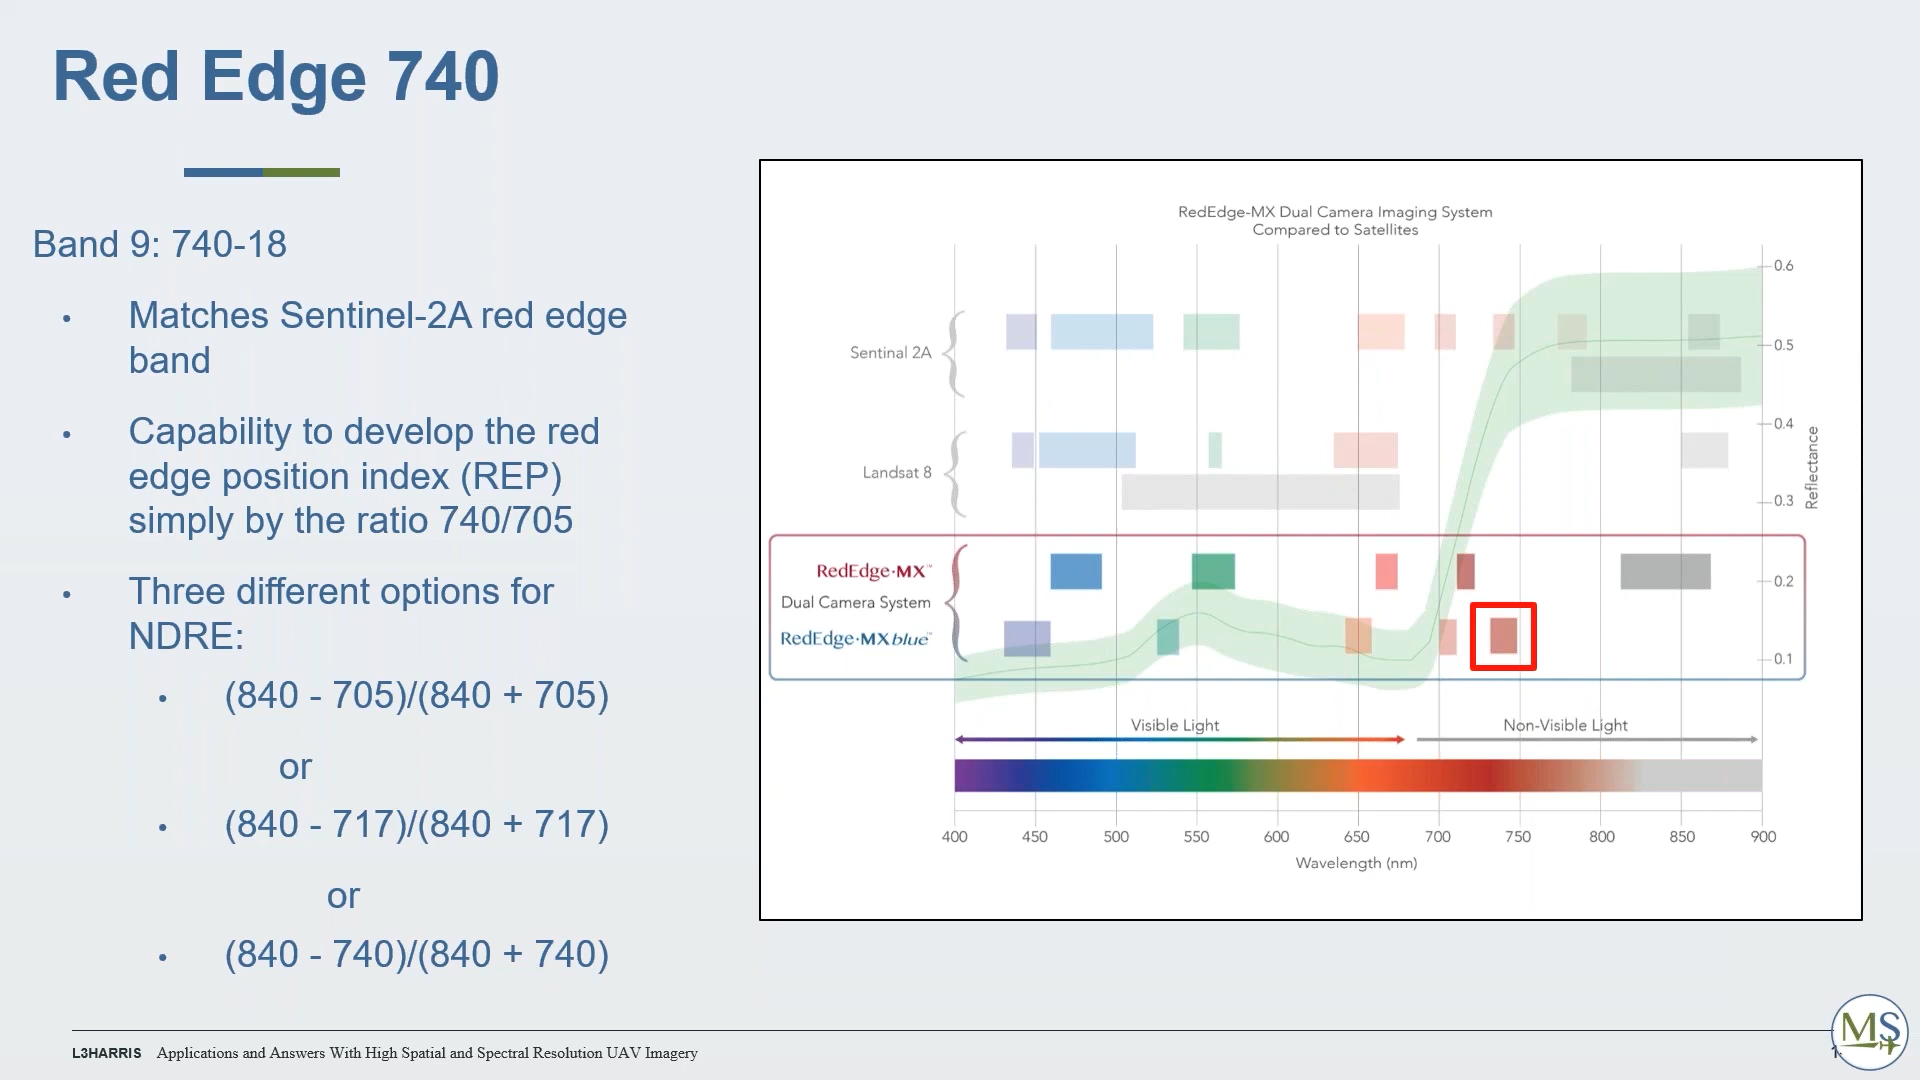 Red Edge 740
Band 9: 740-18
• Matches Sentinel-2A red edge
band
• Capability to develop the red
edge position index (REP)
simply by the ratio 740/705
• Three different options for
NDRE:
• (840 - 705)/(840 + 705)
or
• (840 - 717)/(840 + 717)
or
• (840 - 740)/(840 + 740)
RedEdge-MX Dual Camera Imaging System
Compared to Satellites
Sentinal 2A
Landsat 8
RedEdge·MX™
Dual Camera System
RedEdge·MXblue™
0.6
0.5
0.4
0.3
0.2
0.1
Reflectance
Visible Light
Non-Visible Light
400 450 500 550 600 650 700 750 800 850 900
Wavelength (nm)
L3HARRIS Applications and Answers With High Spatial and Spectral Resolution UAV Imagery
MS